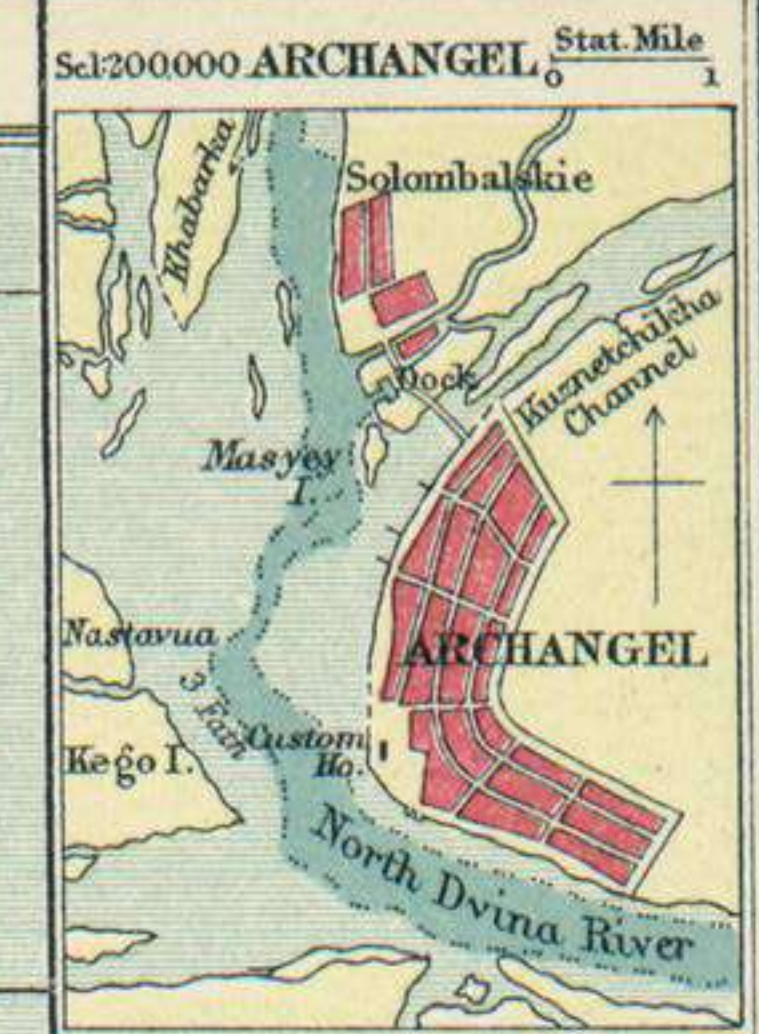 Scl:200,000 ARCHANGEL Stat. Mile
0 1
Khabarka
Solombalskie
Dock
Kuznetchikha
Channel
Masyev
I.
Nastavua
ARCHANGEL
3 Fath
Custom
Ho.
Kego I.
North Dvina River